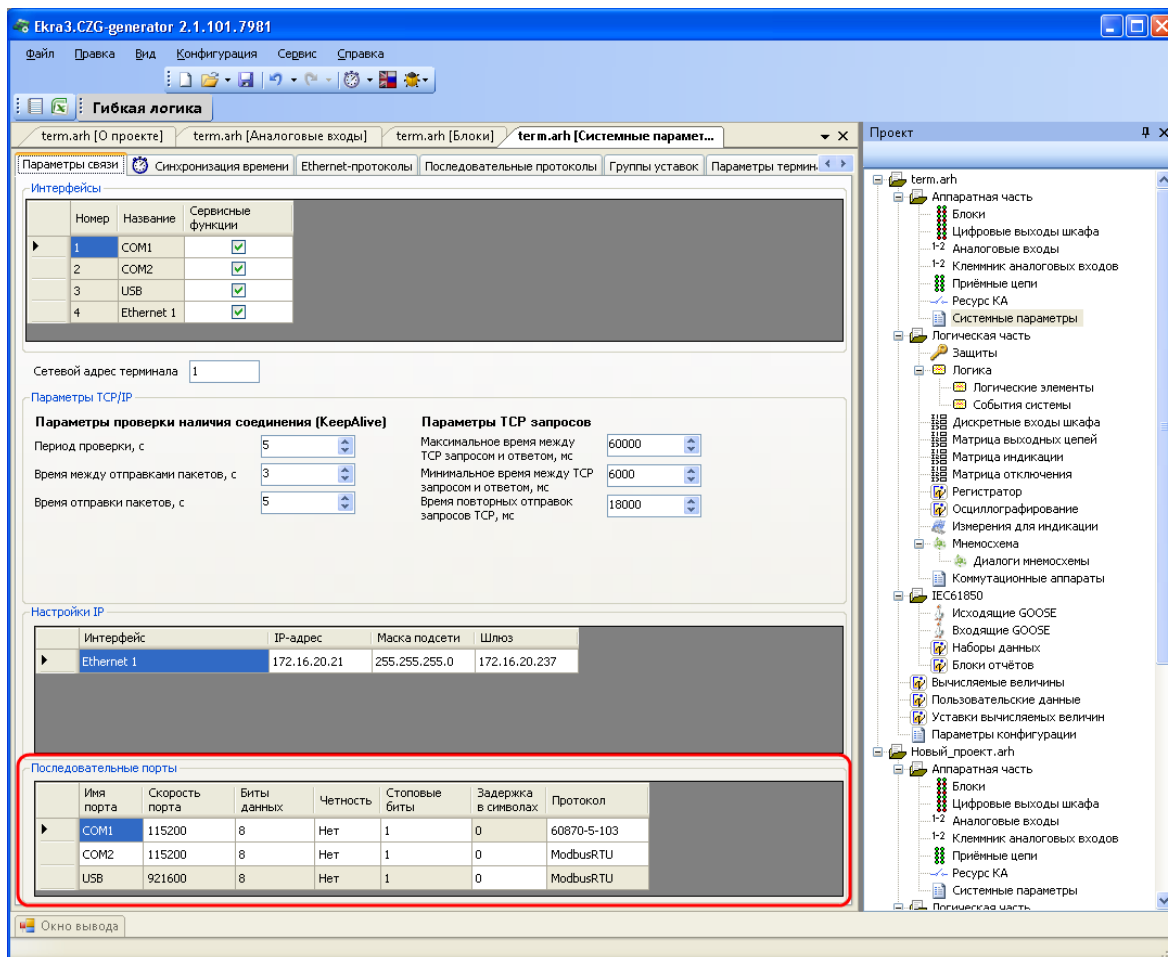 Ekra3.CZG-generator 2.1.101.7981
Файл Правка Вид Конфигурация Сервис Справка
Гибкая логика
term.arh [О проекте] term.arh [Аналоговые входы] term.arh [Блоки] term.arh [Системные парамет...
Параметры связи Синхронизация времени Ethernet-протоколы Последовательные протоколы Группы уставок Параметры термин
Интерфейсы
Номер Название Сервисные функции
1 COM1
2 COM2
3 USB
4 Ethernet 1
Сетевой адрес терминала 1
Параметры TCP/IP
Параметры проверки наличия соединения (KeepAlive)
Период проверки, с 5
Время между отправками пакетов, с 3
Время отправки пакетов, с 5
Параметры TCP запросов
Максимальное время между
TCP запросом и ответом, мс 60000
Минимальное время между TCP
запросом и ответом, мс 6000
Время повторных отправок
запросов TCP, мс 18000
Настройки IP
Интерфейс IP-адрес Маска подсети Шлюз
Ethernet 1 172.16.20.21 255.255.255.0 172.16.20.237
Последовательные порты
Имя порта Скорость порта Биты данных Четность Стоповые биты Задержка в символах Протокол
COM1 115200 8 Нет 1 0 60870-5-103
COM2 115200 8 Нет 1 0 ModbusRTU
USB 921600 8 Нет 1 0 ModbusRTU
Окно вывода
Проект
term.arh
Аппаратная часть
Блоки
Цифровые выходы шкафа
1-2 Аналоговые входы
1-2 Клеммник аналоговых входов
Приёмные цепи
Ресурс КА
Системные параметры
Логическая часть
Защиты
Логика
Логические элементы
События системы
Дискретные входы шкафа
Матрица выходных цепей
Матрица индикации
Матрица отключения
Регистратор
Осциллографирование
Измерения для индикации
Мнемосхема
Диалоги мнемосхемы
Коммутационные аппараты
IEC61850
Исходящие GOOSE
Входящие GOOSE
Наборы данных
Блоки отчётов
Вычисляемые величины
Пользовательские данные
Уставки вычисляемых величин
Параметры конфигурации
Новый_проект.arh
Аппаратная часть
Блоки
Цифровые выходы шкафа
1-2 Аналоговые входы
1-2 Клеммник аналоговых входов
Приёмные цепи
Ресурс КА
Системные параметры
Логическая часть